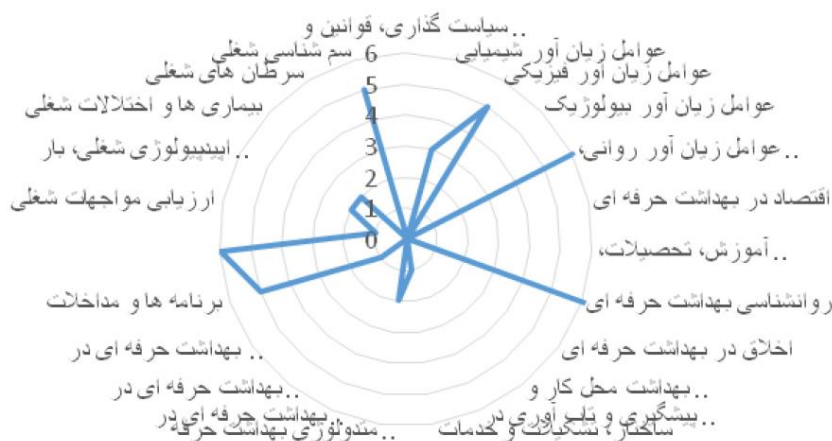 سیاست گذاری، قوانین و..
عوامل زیان آور شیمیایی
عوامل زیان آور فیزیکی
عوامل زیان آور بیولوژیک
عوامل زیان آور روانی،..
اقتصاد در بهداشت حرفه ای
آموزش، تحصیلات،..
روانشناسی بهداشت حرفه ای
اخلاق در بهداشت حرفه ای
بهداشت محل کار و..
پیشگیری و تاب آوری در..
ساختار، تشکیلات و خدمات
متدولوژی بهداشت حرفه..
بهداشت حرفه ای در..
بهداشت حرفه ای در..
بهداشت حرفه ای در..
برنامه ها و مداخلات
ارزیابی مواجهات شغلی
اپیدمیولوژی شغلی، بار..
بیماری ها و اختلالات شغلی
سرطان های شغلی
سم شناسی شغلی
6
5
4
3
2
1
0